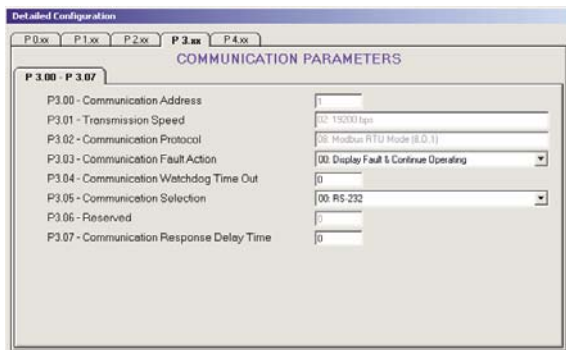 Detailed Configuration
P 0.xx P 1.xx P 2.xx P 3.xx P 4.xx
COMMUNICATION PARAMETERS
P 3.00 - P 3.07
P3.00 - Communication Address 1
P3.01 - Transmission Speed 02: 19200 bps
P3.02 - Communication Protocol 08: Modbus RTU Mode (8,O,1)
P3.03 - Communication Fault Action 00: Display Fault & Continue Operating
P3.04 - Communication Watchdog Time Out 0
P3.05 - Communication Selection 00: RS-232
P3.06 - Reserved 0
P3.07 - Communication Response Delay Time 0